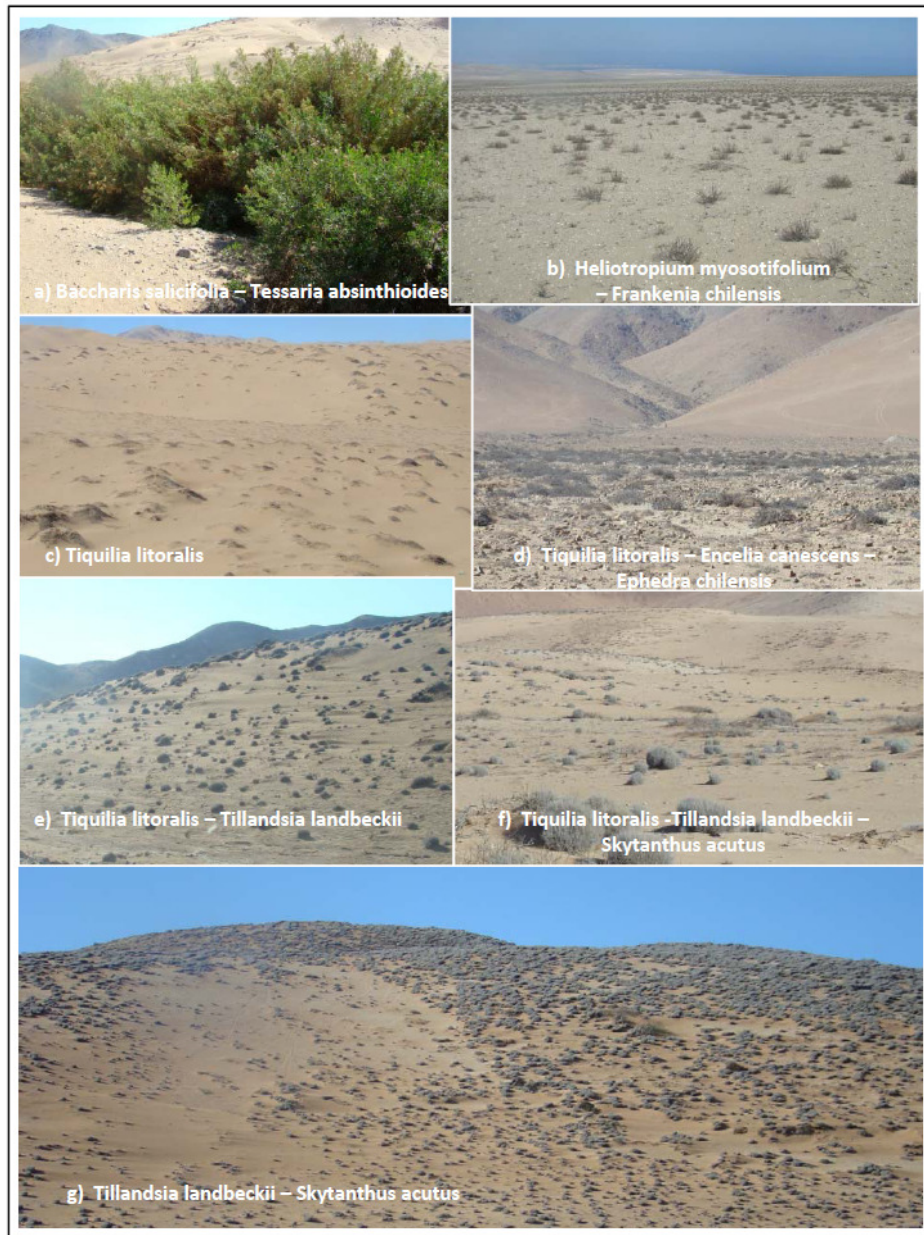 a) Baccharis salicifolia – Tessaria absinthioides
b) Heliotropium myosotifolium
– Frankenia chilensis
c) Tiquilia litoralis
d) Tiquilia litoralis – Encelia canescens –
Ephedra chilensis
e) Tiquilia litoralis – Tillandsia landbeckii
f) Tiquilia litoralis -Tillandsia landbeckii –
Skytanthus acutus
g) Tillandsia landbeckii – Skytanthus acutus